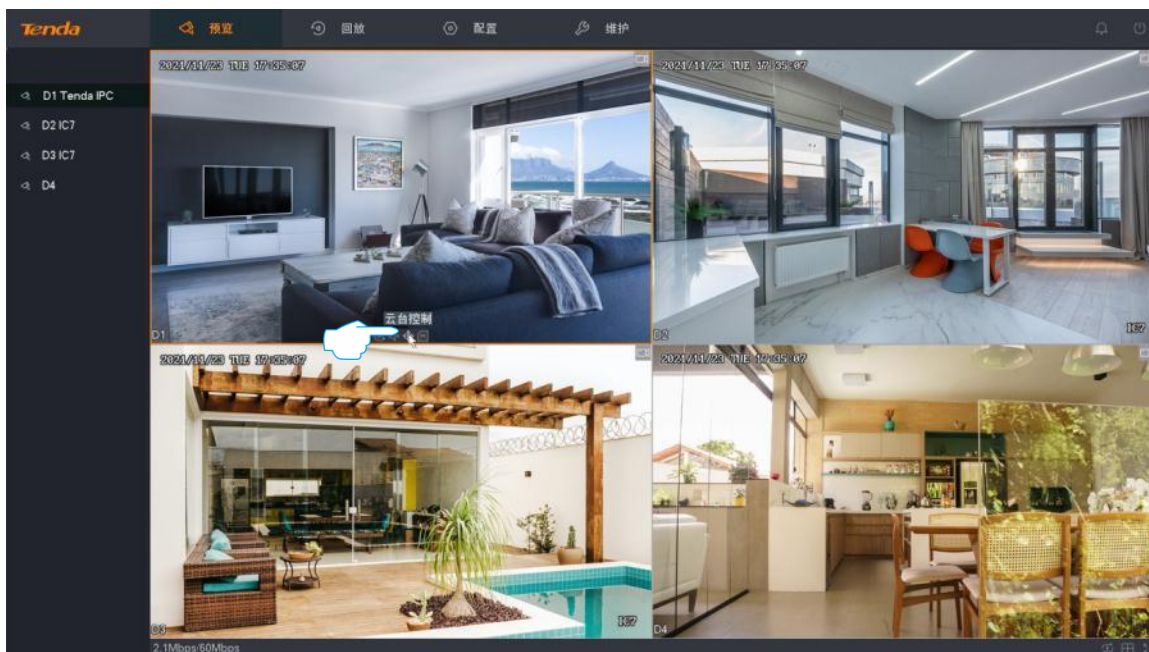 Tenda
预览
回放
配置
维护
D1 Tenda IPC
D2 IC7
D3 IC7
D4
2021/11/23 TUE 17:35:07
2021/11/23 TUE 17:35:07
云台控制
D1
D2
IC7
2021/11/23 TUE 17:35:07
2021/11/23 TUE 17:35:07
D3
IC7
D4
2.1Mbps/60Mbps